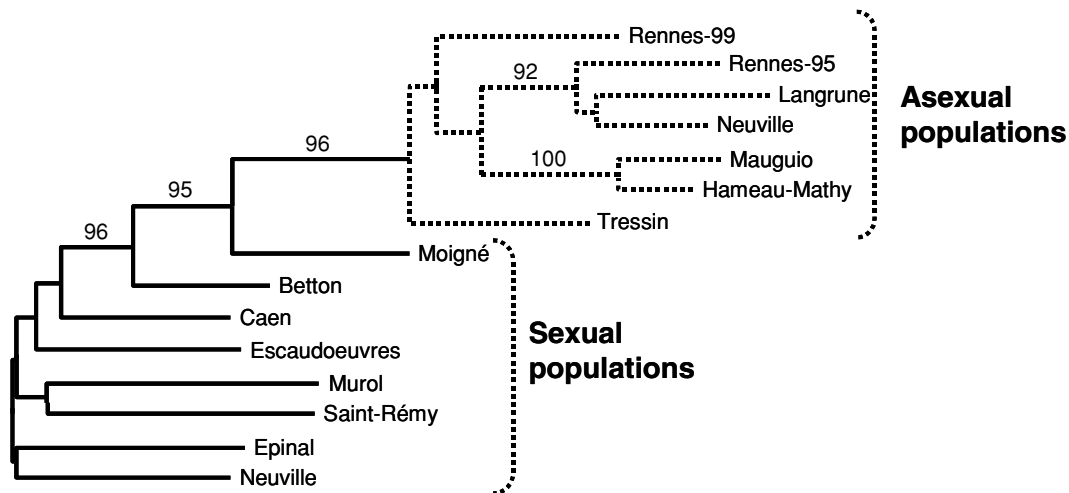 Rennes-99
92
Rennes-95
Langrune
Neuville
Asexual
populations
96
100
Mauguio
Hameau-Mathy
95
Tressin
96
Moigné
Betton
Caen
Sexual
populations
Escaudoeuvres
Murol
Saint-Rémy
Epinal
Neuville